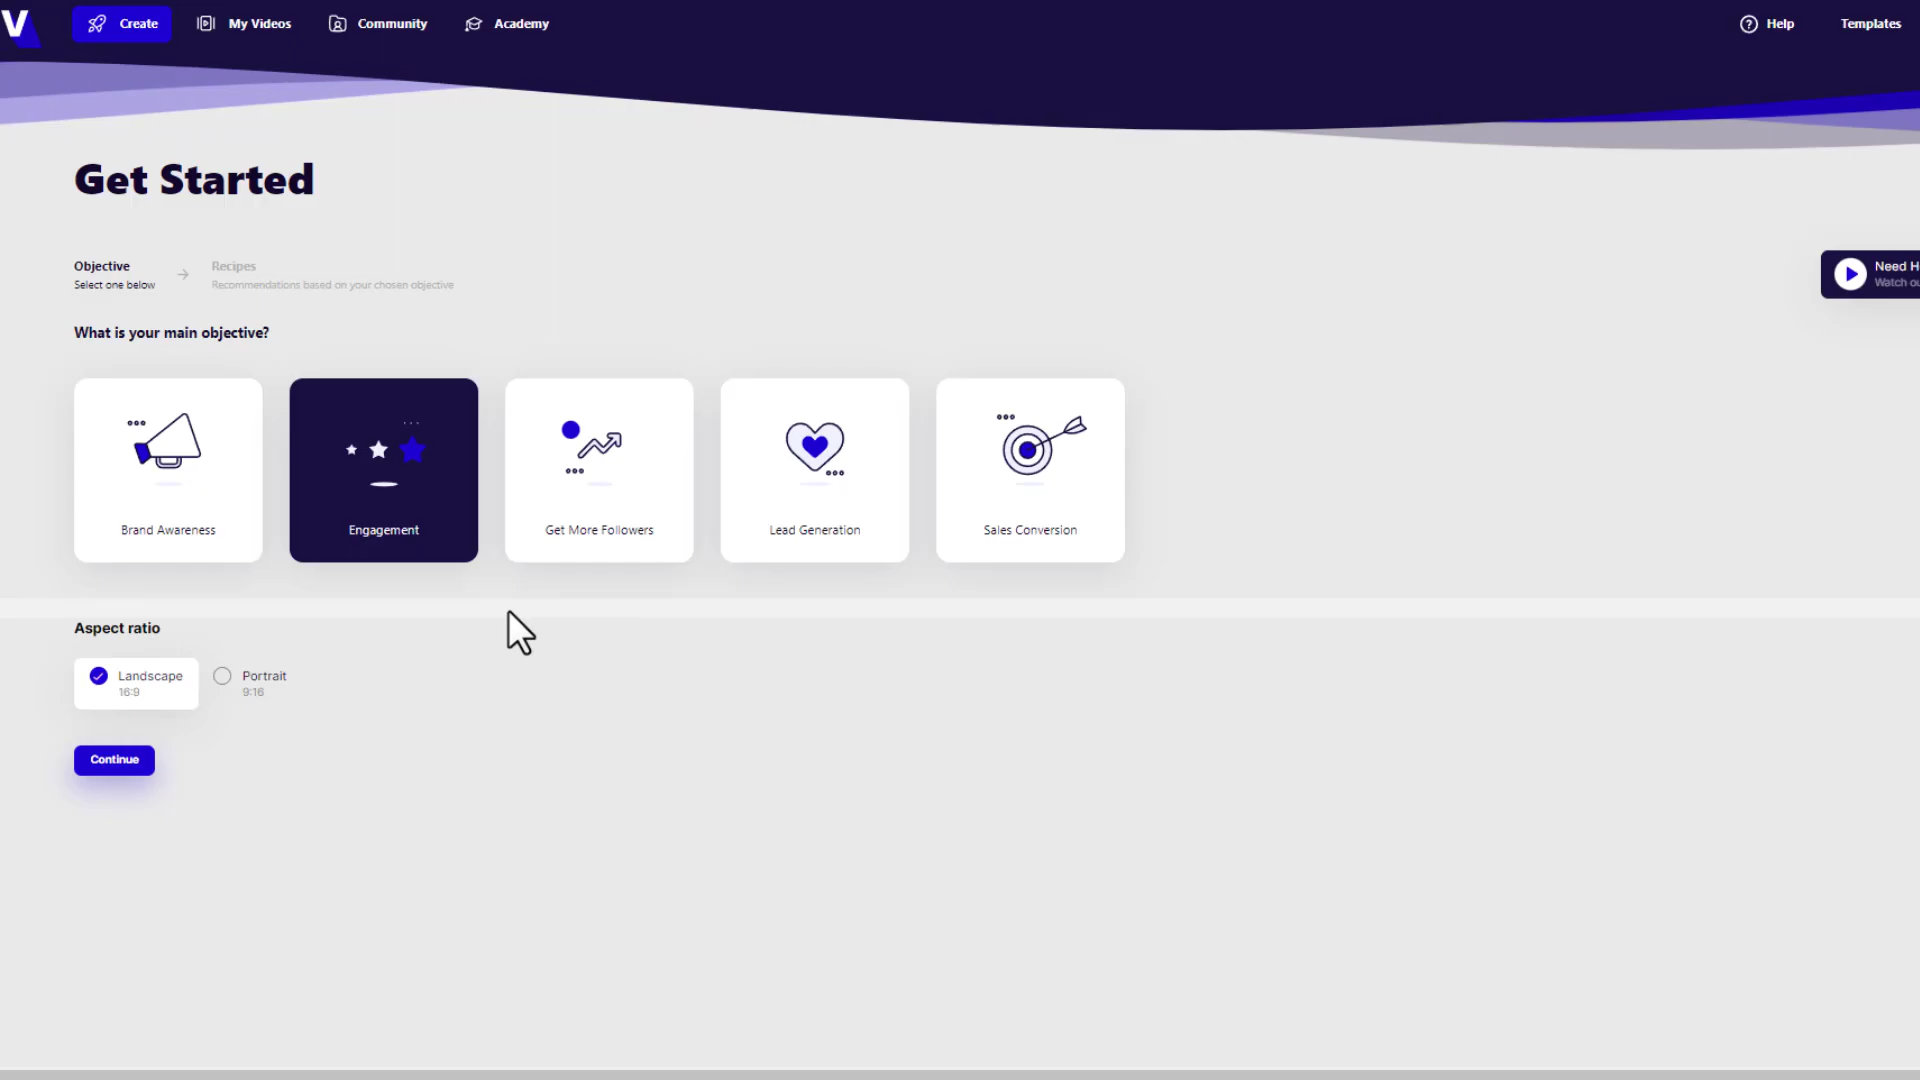 V
Create
My Videos
Community
Academy
Help
Templates
Get Started
Objective
Select one below
Recipes
Recommendations based on your chosen objective
Need
Watch
What is your main objective?
Brand Awareness
Engagement
Get More Followers
Lead Generation
Sales Conversion
Aspect ratio
Landscape
16:9
Portrait
9:16
Continue